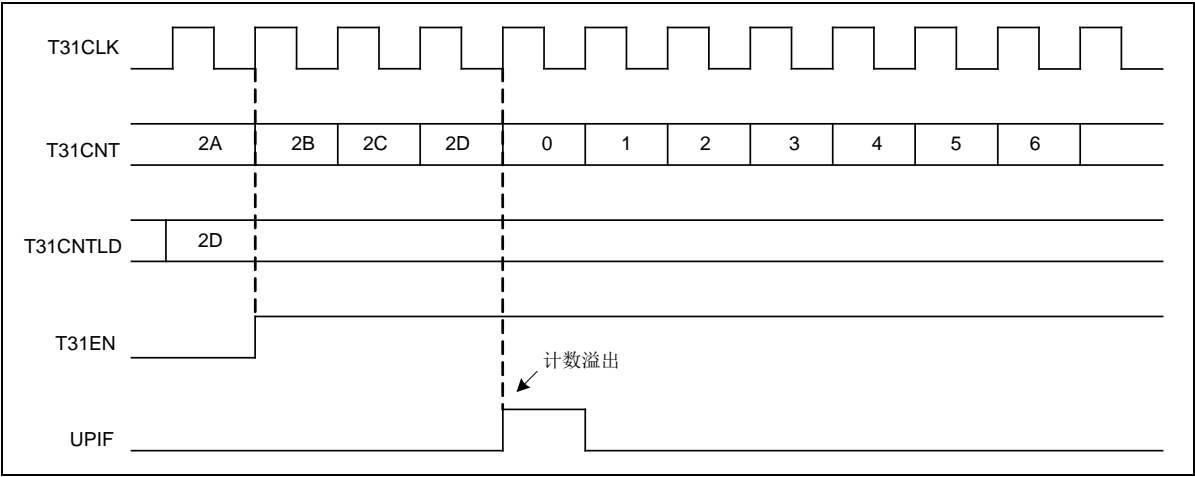 T31CLK
T31CNT 2A 2B 2C 2D 0 1 2 3 4 5 6
T31CNTLD 2D
T31EN
计数溢出
UPIF